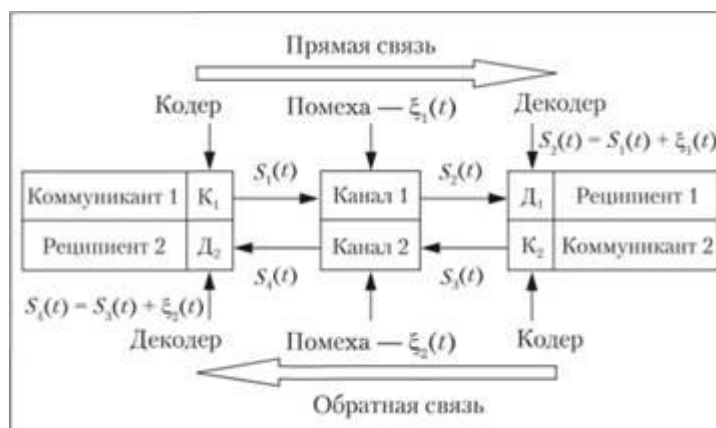 Прямая связь
Кодер Помеха — ξ₁(t) Декодер
S₂(t) = S₁(t) + ξ₁(t)
S₁(t) S₂(t)
Коммуникант 1 К₁ Канал 1 Д₁ Реципиент 1
Реципиент 2 Д₂ Канал 2 К₂ Коммуникант 2
S₄(t) S₃(t)
S₄(t) = S₃(t) + ξ₂(t)
Декодер Помеха — ξ₂(t) Кодер
Обратная связь